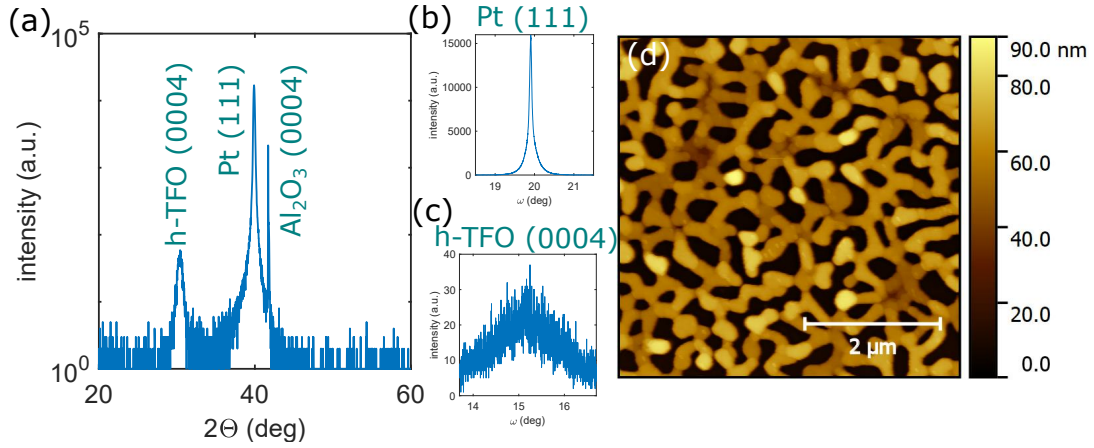 (a)
10^5
10^0
intensity (a.u.)
h-TFO (0004)
Pt (111)
Al₂O₃ (0004)
20
40
60
2Θ (deg)
(b)
Pt (111)
15000
10000
5000
0
intensity (a.u.)
19
20
21
ω (deg)
(c)
h-TFO (0004)
40
30
20
10
0
intensity (a.u.)
14
15
16
ω (deg)
(d)
2 µm
90.0 nm
80.0
60.0
40.0
20.0
0.0